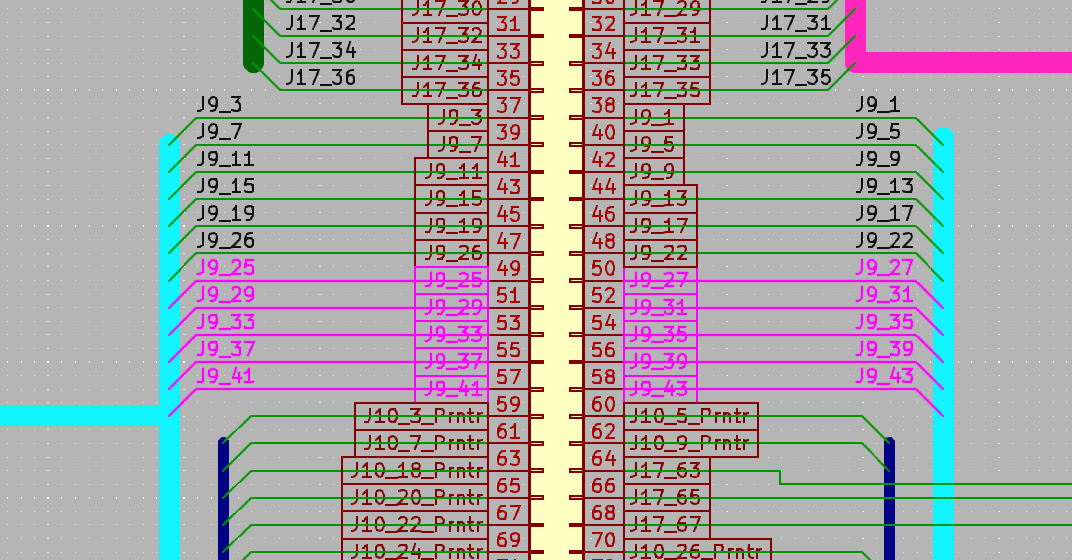 J17_30 J17_29
J17_32 31 32 J17_31
J17_32 J17_31
J17_34 33 34 J17_33
J17_34 J17_33
J17_36 35 36 J17_35
J17_36 J17_35
J9_3 37 38 J9_1
J9_3 J9_1
J9_7 39 40 J9_5
J9_7 J9_5
J9_11 41 42 J9_9
J9_11 J9_9
J9_15 43 44 J9_13
J9_15 J9_13
J9_19 45 46 J9_17
J9_19 J9_17
J9_26 47 48 J9_22
J9_26 J9_22
J9_25 49 50 J9_27
J9_25 J9_27
J9_29 51 52 J9_31
J9_29 J9_31
J9_33 53 54 J9_35
J9_33 J9_35
J9_37 55 56 J9_39
J9_37 J9_39
J9_41 57 58 J9_43
J9_41 J9_43
59 60
J10_3_Prntr J10_5_Prntr
61 62
J10_7_Prntr J10_9_Prntr
63 64
J10_18_Prntr J17_63
65 66
J10_20_Prntr J17_65
67 68
J10_22_Prntr J17_67
69 70
J10_24_Prntr J10_26_Prntr